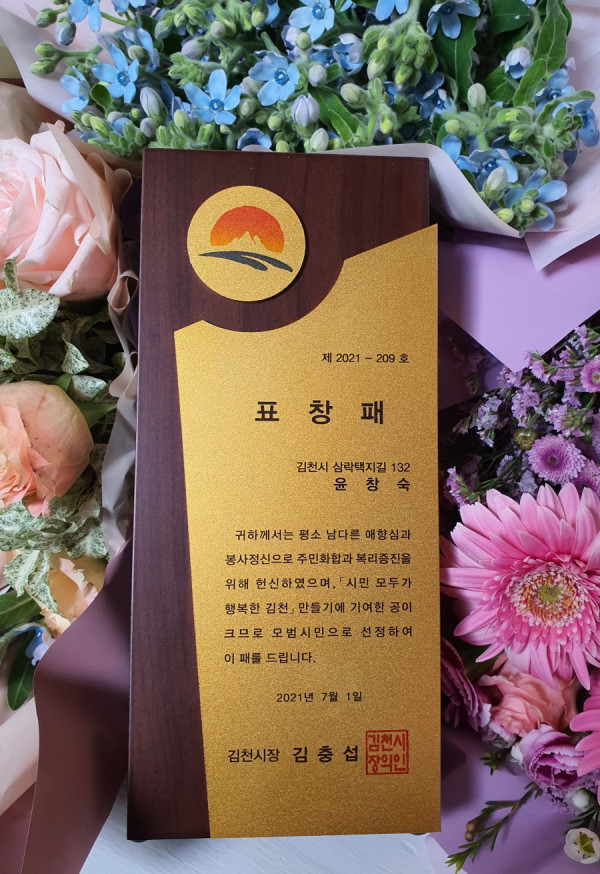 제 2021 - 209 호
표 창 패
김천시 삼락택지길 132
윤 창 숙
귀하께서는 평소 남다른 애향심과
봉사정신으로 주민화합과 복리증진을
위해 헌신하였으며,「시민 모두가
행복한 김천」만들기에 기여한 공이
크므로 모범시민으로 선정하여
이 패를 드립니다.
2021년 7월 1일
김천시장 김 충 섭
김천시
장의인